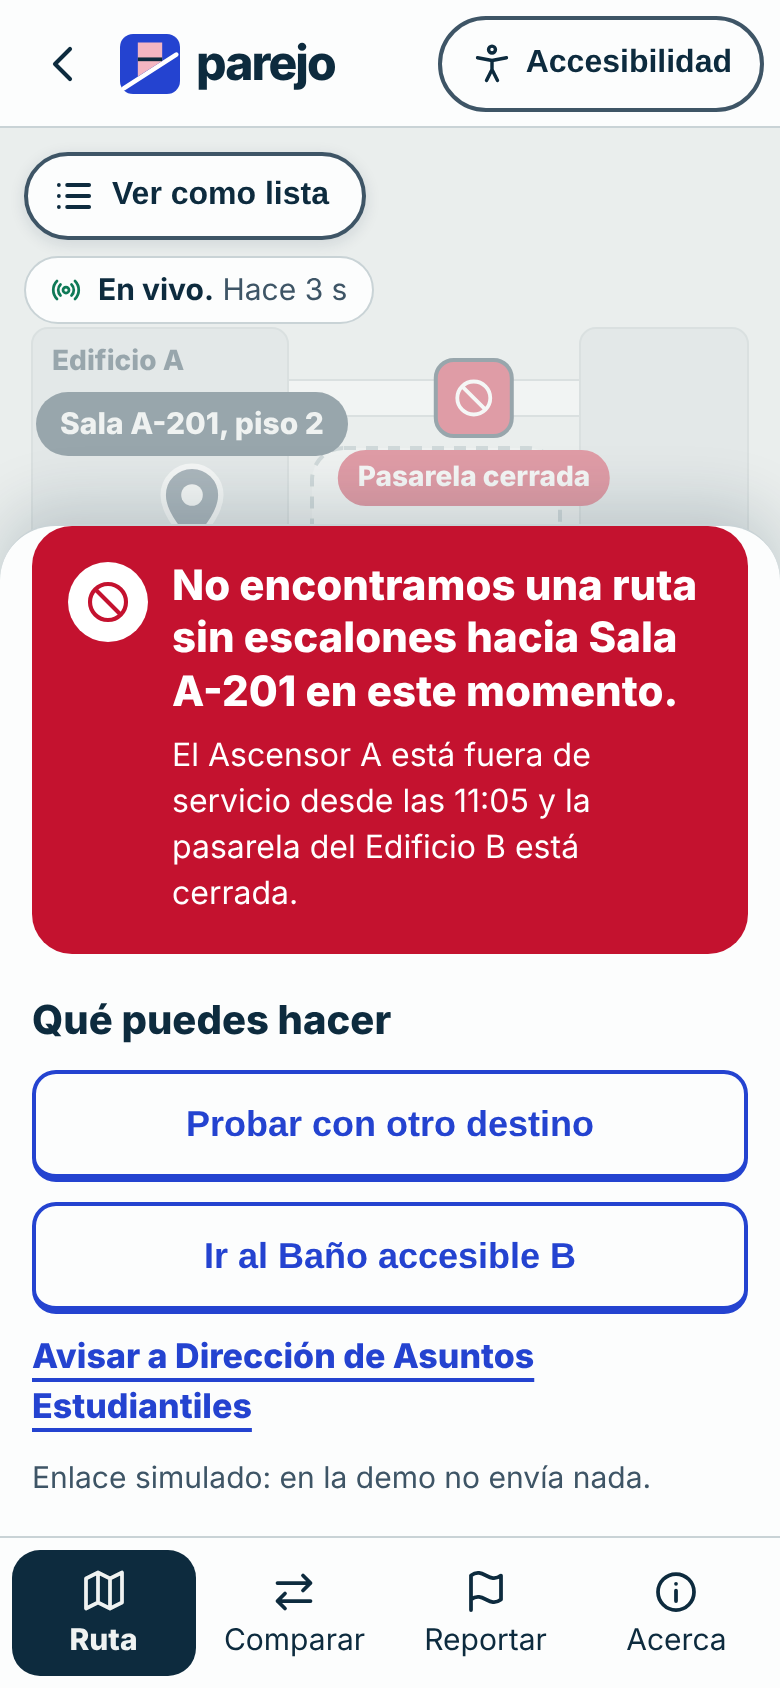 parejo
Accesibilidad
Ver como lista
En vivo. Hace 3 s
Edificio A
Sala A-201, piso 2
Pasarela cerrada
No encontramos una ruta
sin escalones hacia Sala
A-201 en este momento.
El Ascensor A está fuera de
servicio desde las 11:05 y la
pasarela del Edificio B está
cerrada.
Qué puedes hacer
Probar con otro destino
Ir al Baño accesible B
Avisar a Dirección de Asuntos
Estudiantiles
Enlace simulado: en la demo no envía nada.
Ruta
Comparar
Reportar
Acerca